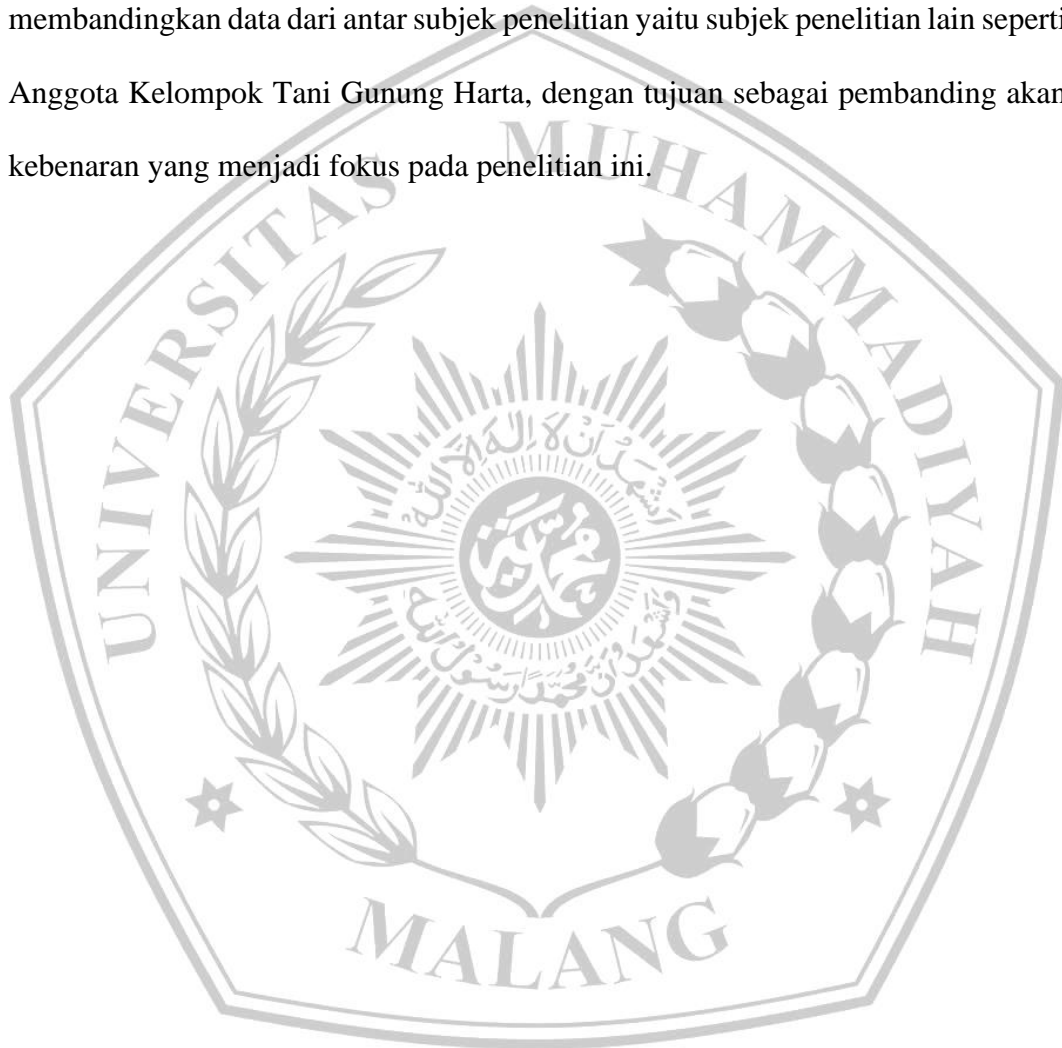 membandingkan data dari antar subjek penelitian yaitu subjek penelitian lain seperti
Anggota Kelompok Tani Gunung Harta, dengan tujuan sebagai pembanding akan
kebenaran yang menjadi fokus pada penelitian ini.
UNIVERSITAS MUHAMMADIYAH
MALANG